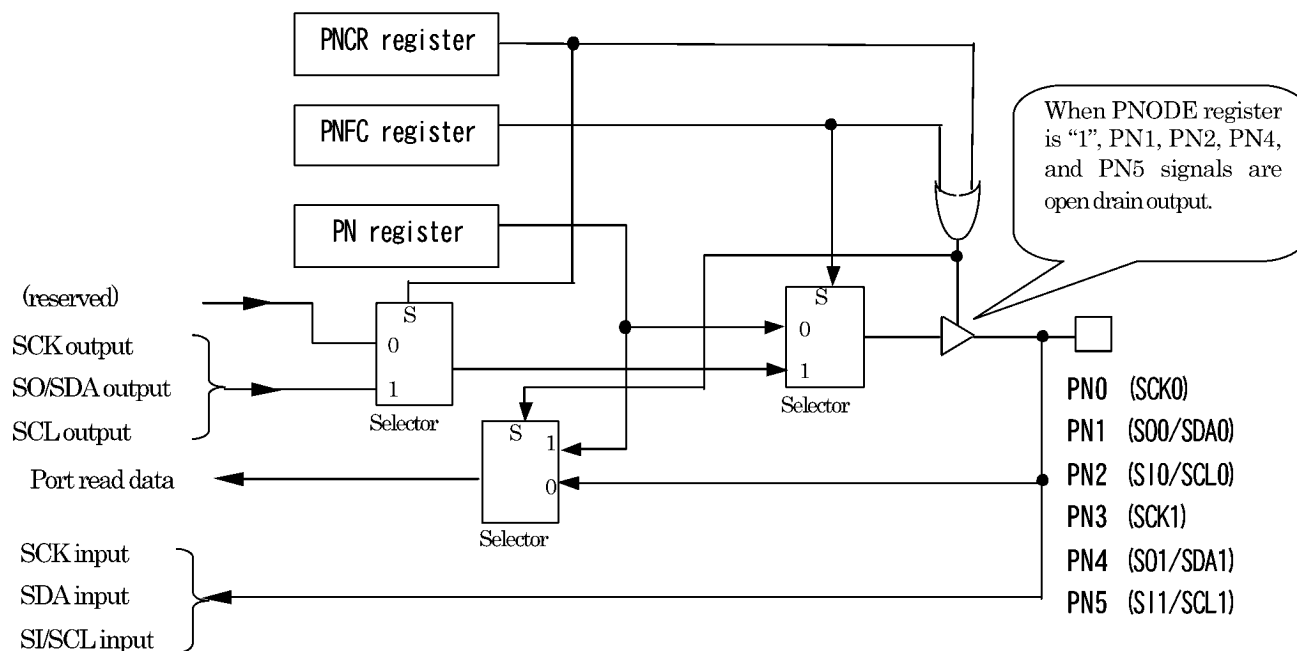 PNCR register
PNFC register
PN register
When PNODE register
is “1”, PN1, PN2, PN4,
and PN5 signals are
open drain output.
(reserved)
SCK output
SO/SDA output
SCL output
S
0
1
Selector
S
0
1
Selector
S
1
0
Selector
Port read data
SCK input
SDA input
SI/SCL input
PN0 (SCK0)
PN1 (SO0/SDA0)
PN2 (SI0/SCL0)
PN3 (SCK1)
PN4 (SO1/SDA1)
PN5 (SI1/SCL1)